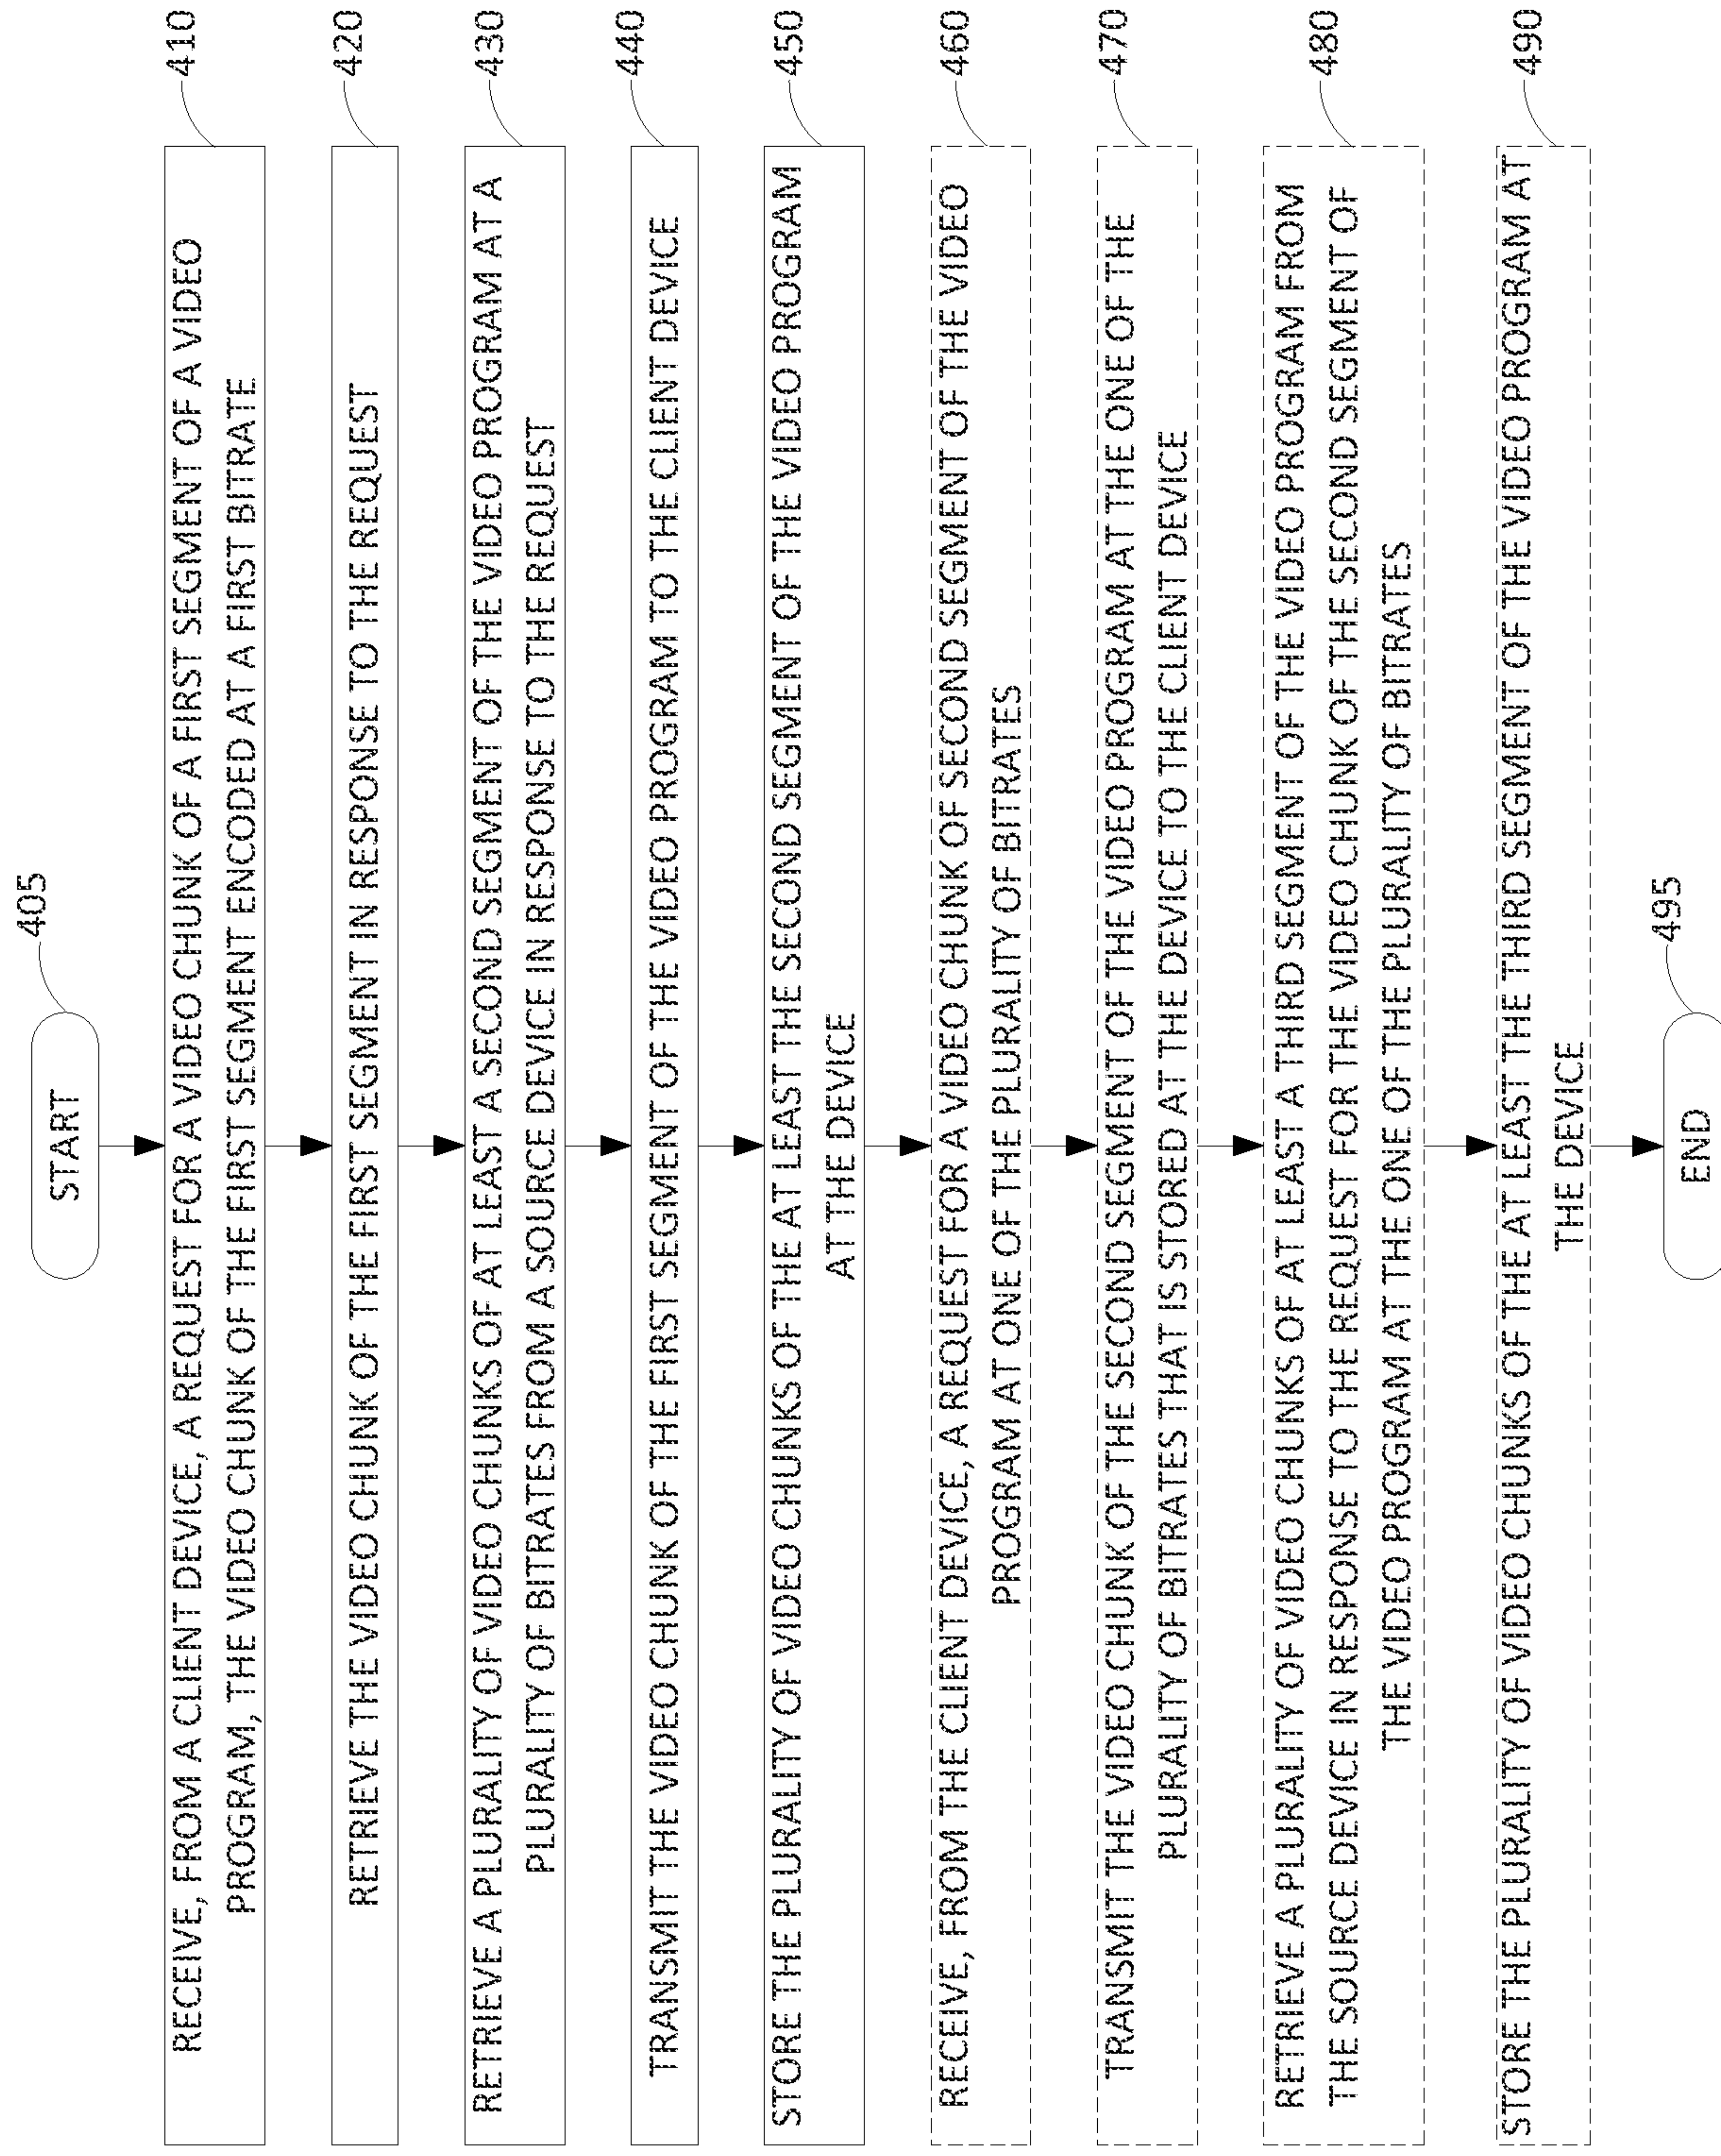 405
START
410
RECEIVE, FROM A CLIENT DEVICE, A REQUEST FOR A VIDEO CHUNK OF A FIRST SEGMENT OF A VIDEO
PROGRAM, THE VIDEO CHUNK OF THE FIRST SEGMENT ENCODED AT A FIRST BITRATE
420
RETRIEVE THE VIDEO CHUNK OF THE FIRST SEGMENT IN RESPONSE TO THE REQUEST
430
RETRIEVE A PLURALITY OF VIDEO CHUNKS OF AT LEAST A SECOND SEGMENT OF THE VIDEO PROGRAM AT A
PLURALITY OF BITRATES FROM A SOURCE DEVICE IN RESPONSE TO THE REQUEST
440
TRANSMIT THE VIDEO CHUNK OF THE FIRST SEGMENT OF THE VIDEO PROGRAM TO THE CLIENT DEVICE
450
STORE THE PLURALITY OF VIDEO CHUNKS OF THE AT LEAST THE SECOND SEGMENT OF THE VIDEO PROGRAM
AT THE DEVICE
460
RECEIVE, FROM THE CLIENT DEVICE, A REQUEST FOR A VIDEO CHUNK OF SECOND SEGMENT OF THE VIDEO
PROGRAM AT ONE OF THE PLURALITY OF BITRATES
470
TRANSMIT THE VIDEO CHUNK OF THE SECOND SEGMENT OF THE VIDEO PROGRAM AT THE ONE OF THE
PLURALITY OF BITRATES THAT IS STORED AT THE DEVICE TO THE CLIENT DEVICE
480
RETRIEVE A PLURALITY OF VIDEO CHUNKS OF AT LEAST A THIRD SEGMENT OF THE VIDEO PROGRAM FROM
THE SOURCE DEVICE IN RESPONSE TO THE REQUEST FOR THE VIDEO CHUNK OF THE SECOND SEGMENT OF
THE VIDEO PROGRAM AT THE ONE OF THE PLURALITY OF BITRATES
490
STORE THE PLURALITY OF VIDEO CHUNKS OF THE AT LEAST THE THIRD SEGMENT OF THE VIDEO PROGRAM AT
THE DEVICE
495
END